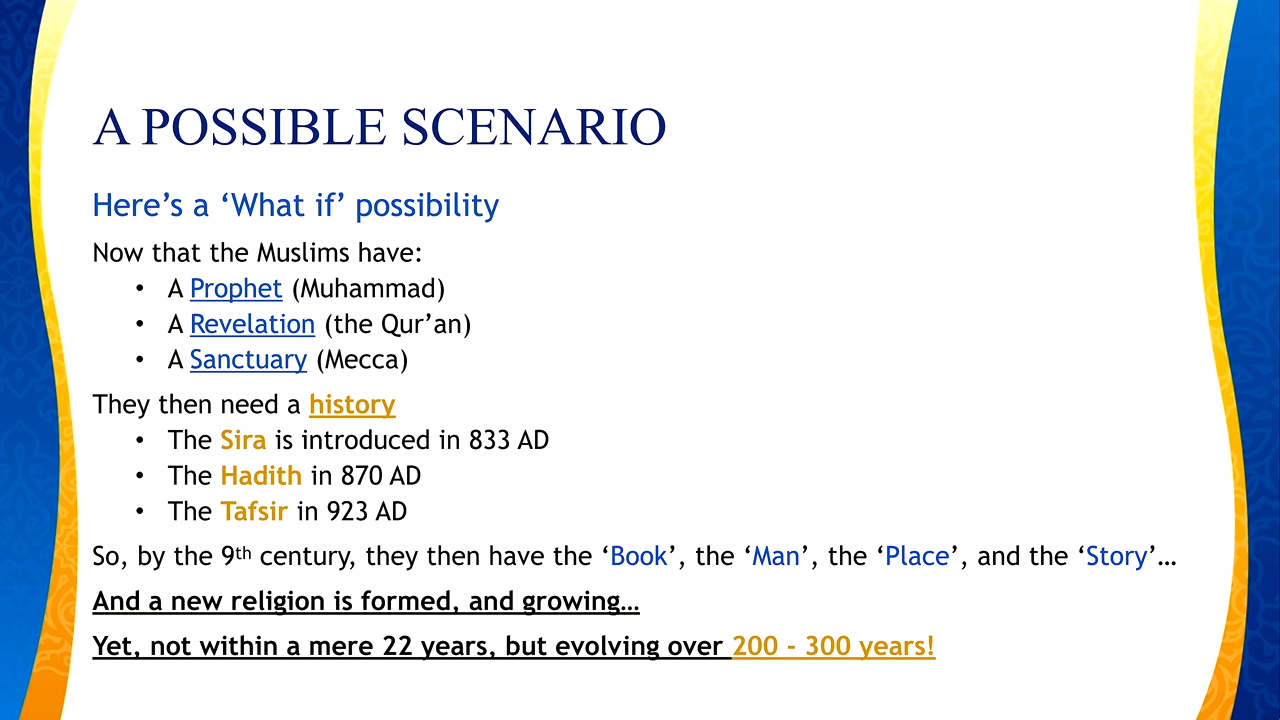 A POSSIBLE SCENARIO
Here’s a ‘What if’ possibility
Now that the Muslims have:
• A Prophet (Muhammad)
• A Revelation (the Qur’an)
• A Sanctuary (Mecca)
They then need a history
• The Sira is introduced in 833 AD
• The Hadith in 870 AD
• The Tafsir in 923 AD
So, by the 9th century, they then have the ‘Book’, the ‘Man’, the ‘Place’, and the ‘Story’…
And a new religion is formed, and growing…
Yet, not within a mere 22 years, but evolving over 200 - 300 years!